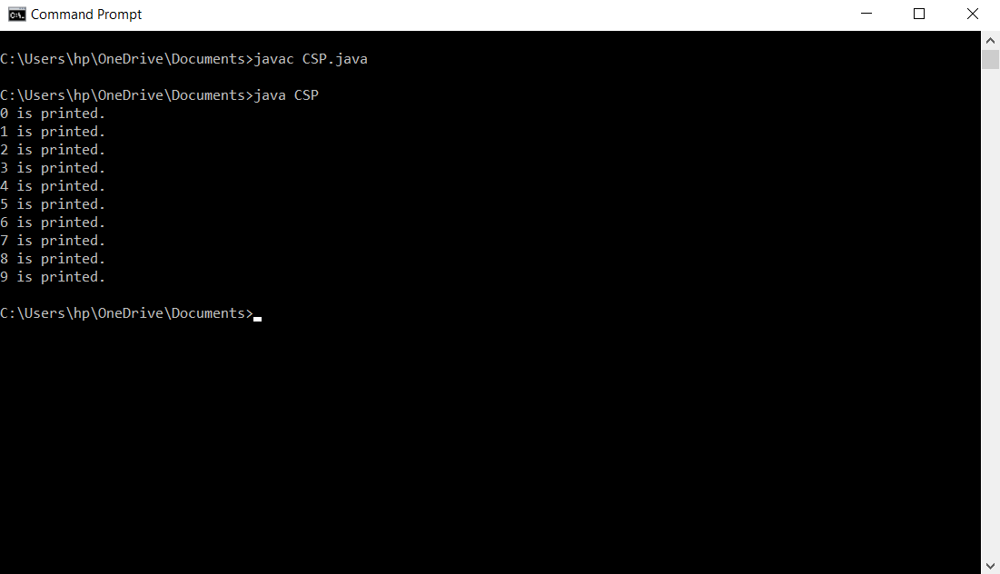 Command Prompt
C:\Users\hp\OneDrive\Documents>javac CSP.java
C:\Users\hp\OneDrive\Documents>java CSP
0 is printed.
1 is printed.
2 is printed.
3 is printed.
4 is printed.
5 is printed.
6 is printed.
7 is printed.
8 is printed.
9 is printed.
C:\Users\hp\OneDrive\Documents>